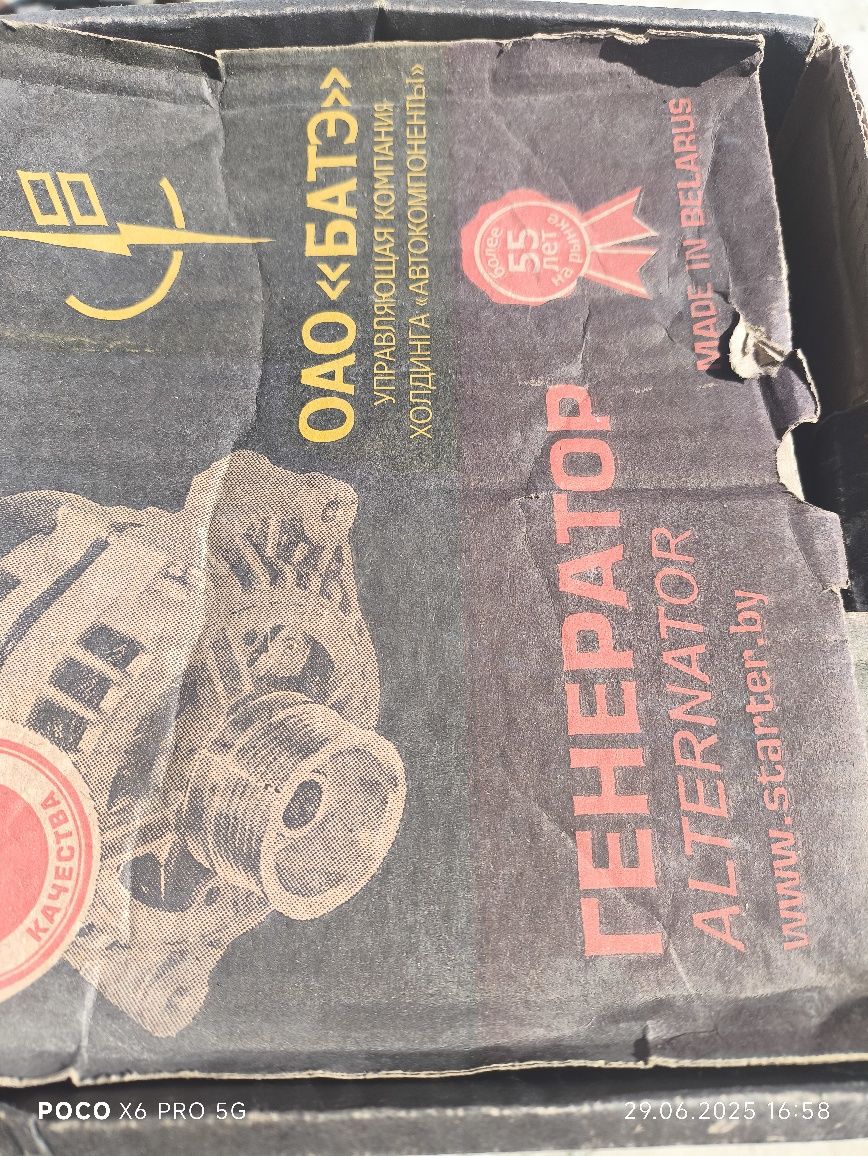 ОАО «БАТЭ»
УПРАВЛЯЮЩАЯ КОМПАНИЯ
ХОЛДИНГА «АВТОКОМПОНЕНТЫ»
более
55
лет
на рынке
MADE IN BELARUS
ГЕНЕРАТОР
ALTERNATOR
www.starter.by
КАЧЕСТВА
POCO X6 PRO 5G
29.06.2025 16:58